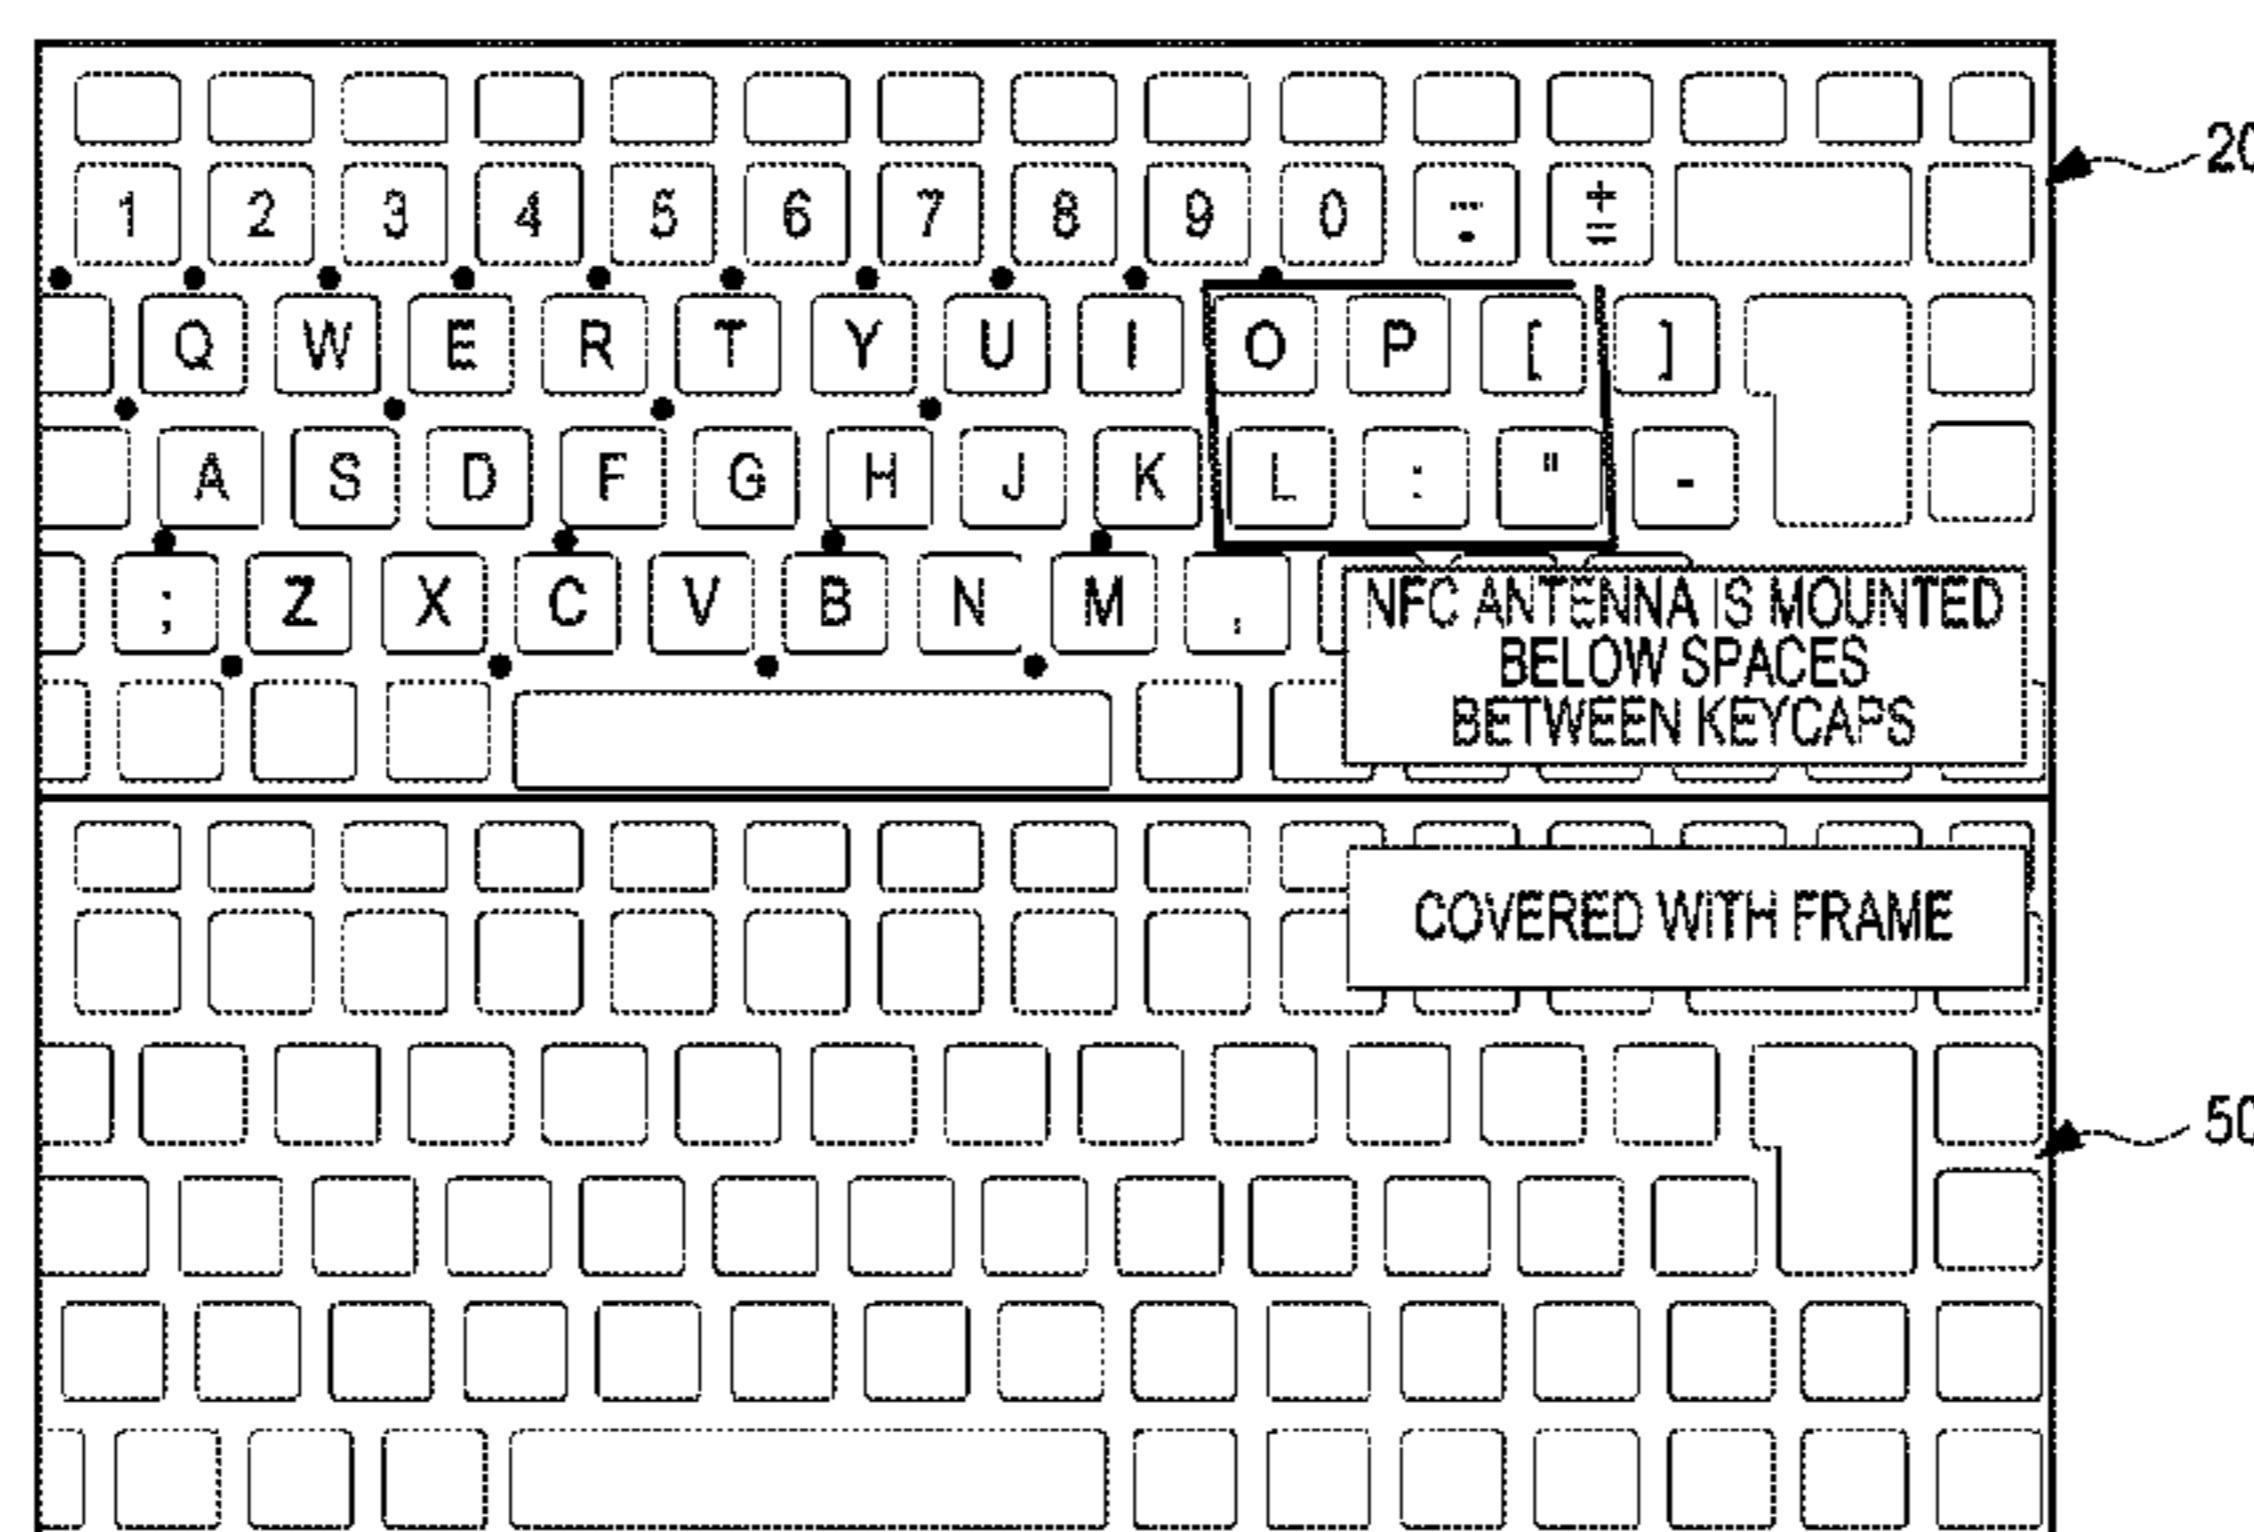 20
1 2 3 4 5 6 7 8 9 0 - . + =
Q W E R T Y U I O P [ ]
A S D F G H J K L : " -
; Z X C V B N M ,
NFC ANTENNA IS MOUNTED
BELOW SPACES
BETWEEN KEYCAPS
COVERED WITH FRAME
50